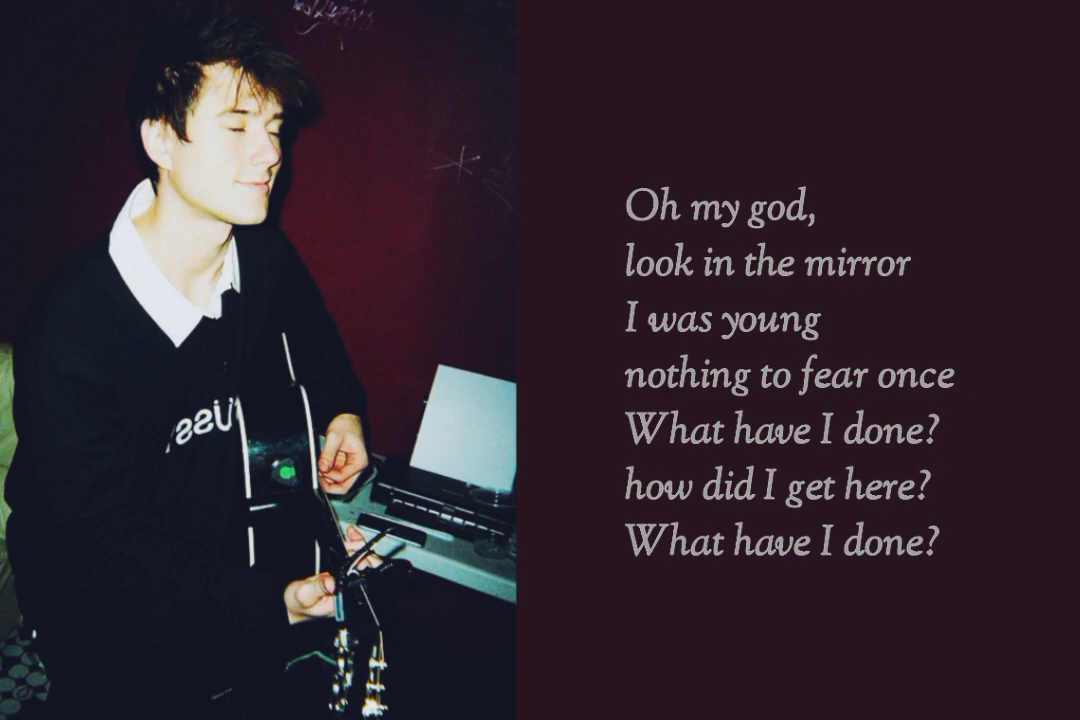 Oh my god,
look in the mirror
I was young
nothing to fear once
What have I done?
how did I get here?
What have I done?